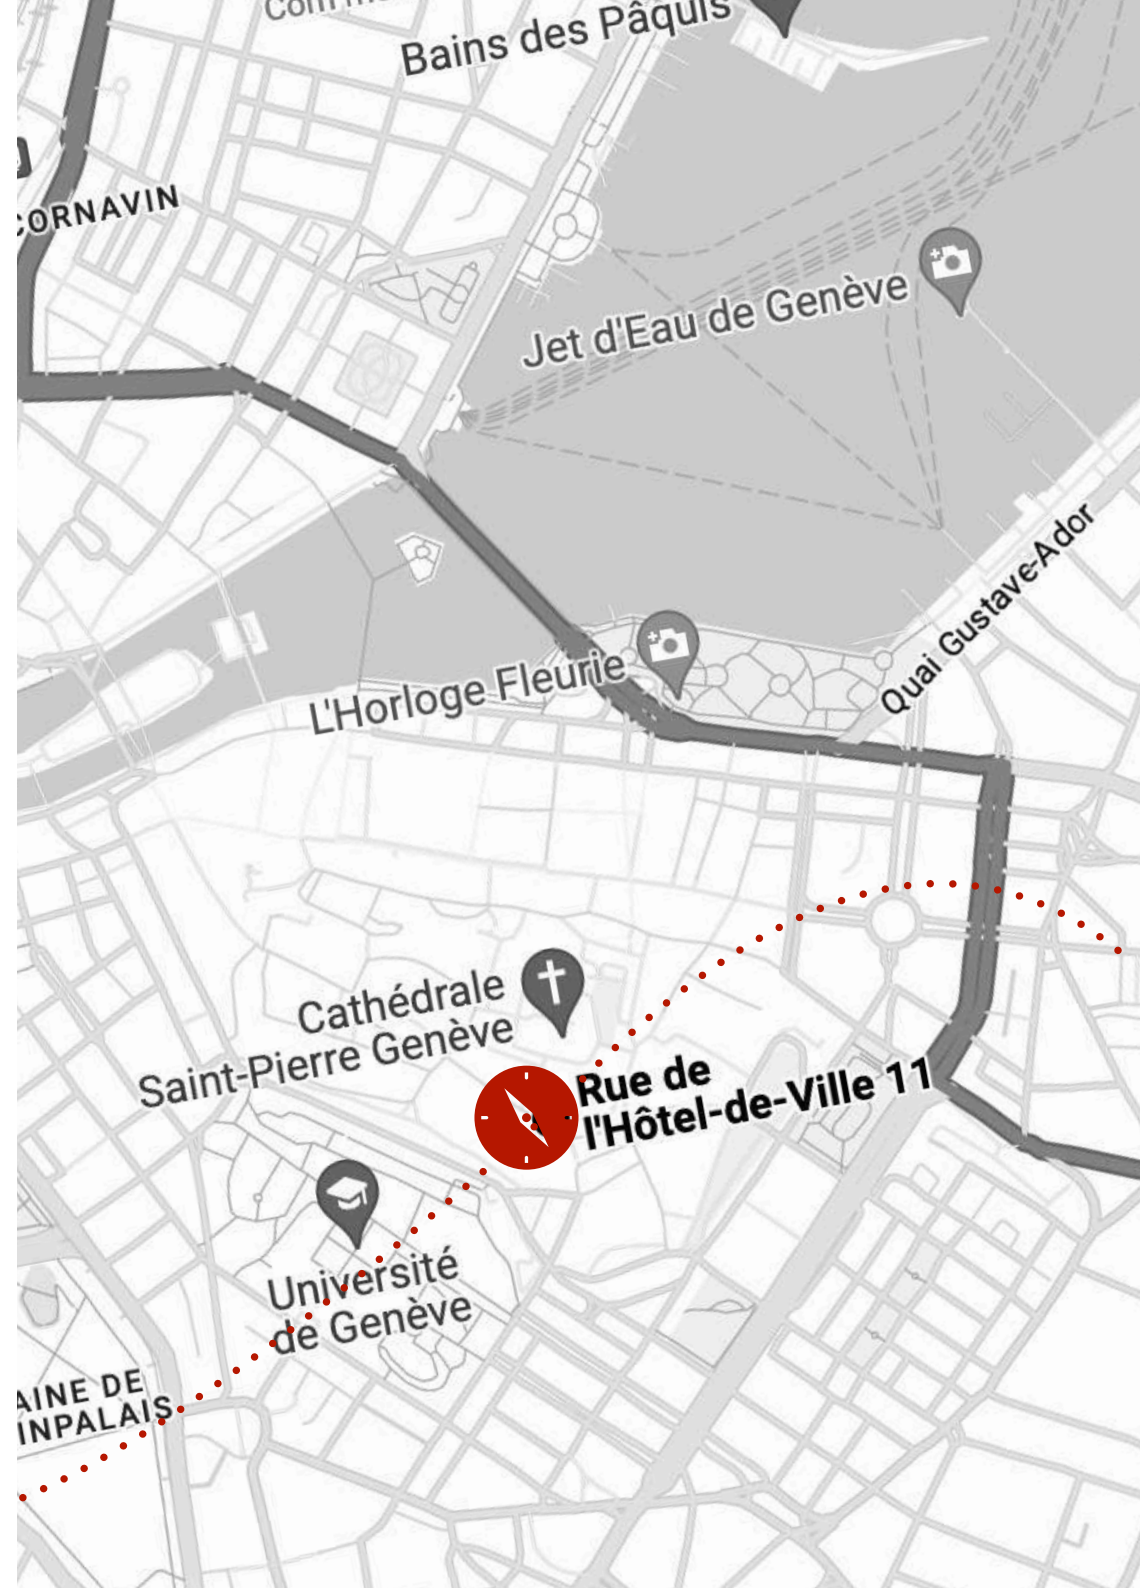 Bains des Pâquis
CORNAVIN
Jet d'Eau de Genève
Quai Gustave-Ador
L'Horloge Fleurie
Cathédrale
Saint-Pierre Genève
Rue de
l'Hôtel-de-Ville 11
Université
de Genève
AINE DE
INPALAIS